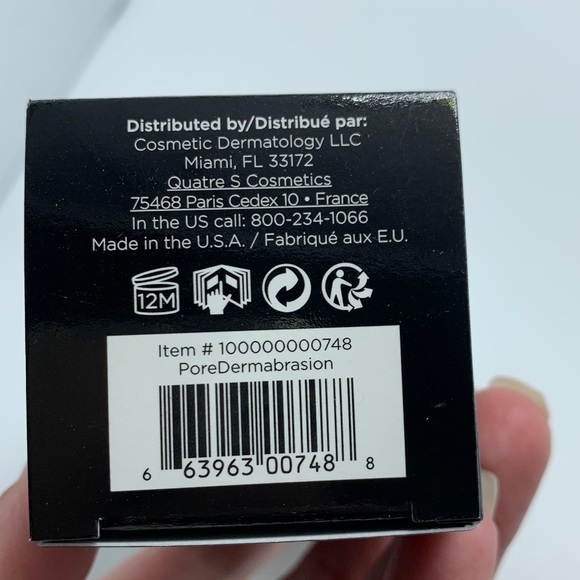 Distributed by/Distribué par:
Cosmetic Dermatology LLC
Miami, FL 33172
Quatre S Cosmetics
75468 Paris Cedex 10 • France
In the US call: 800-234-1066
Made in the U.S.A. / Fabriqué aux E.U.
12M
Item # 100000000748
PoreDermabrasion
6 63963 00748 8